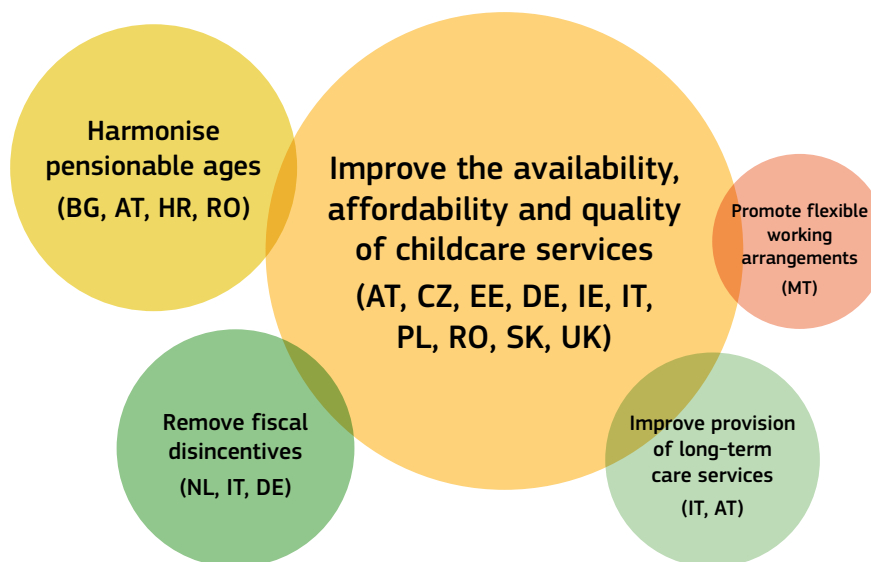 Harmonise
pensionable ages
(BG, AT, HR, RO)
Improve the availability,
affordability and quality
of childcare services
(AT, CZ, EE, DE, IE, IT,
PL, RO, SK, UK)
Promote flexible
working
arrangements
(MT)
Remove fiscal
disincentives
(NL, IT, DE)
Improve provision
of long-term
care services
(IT, AT)